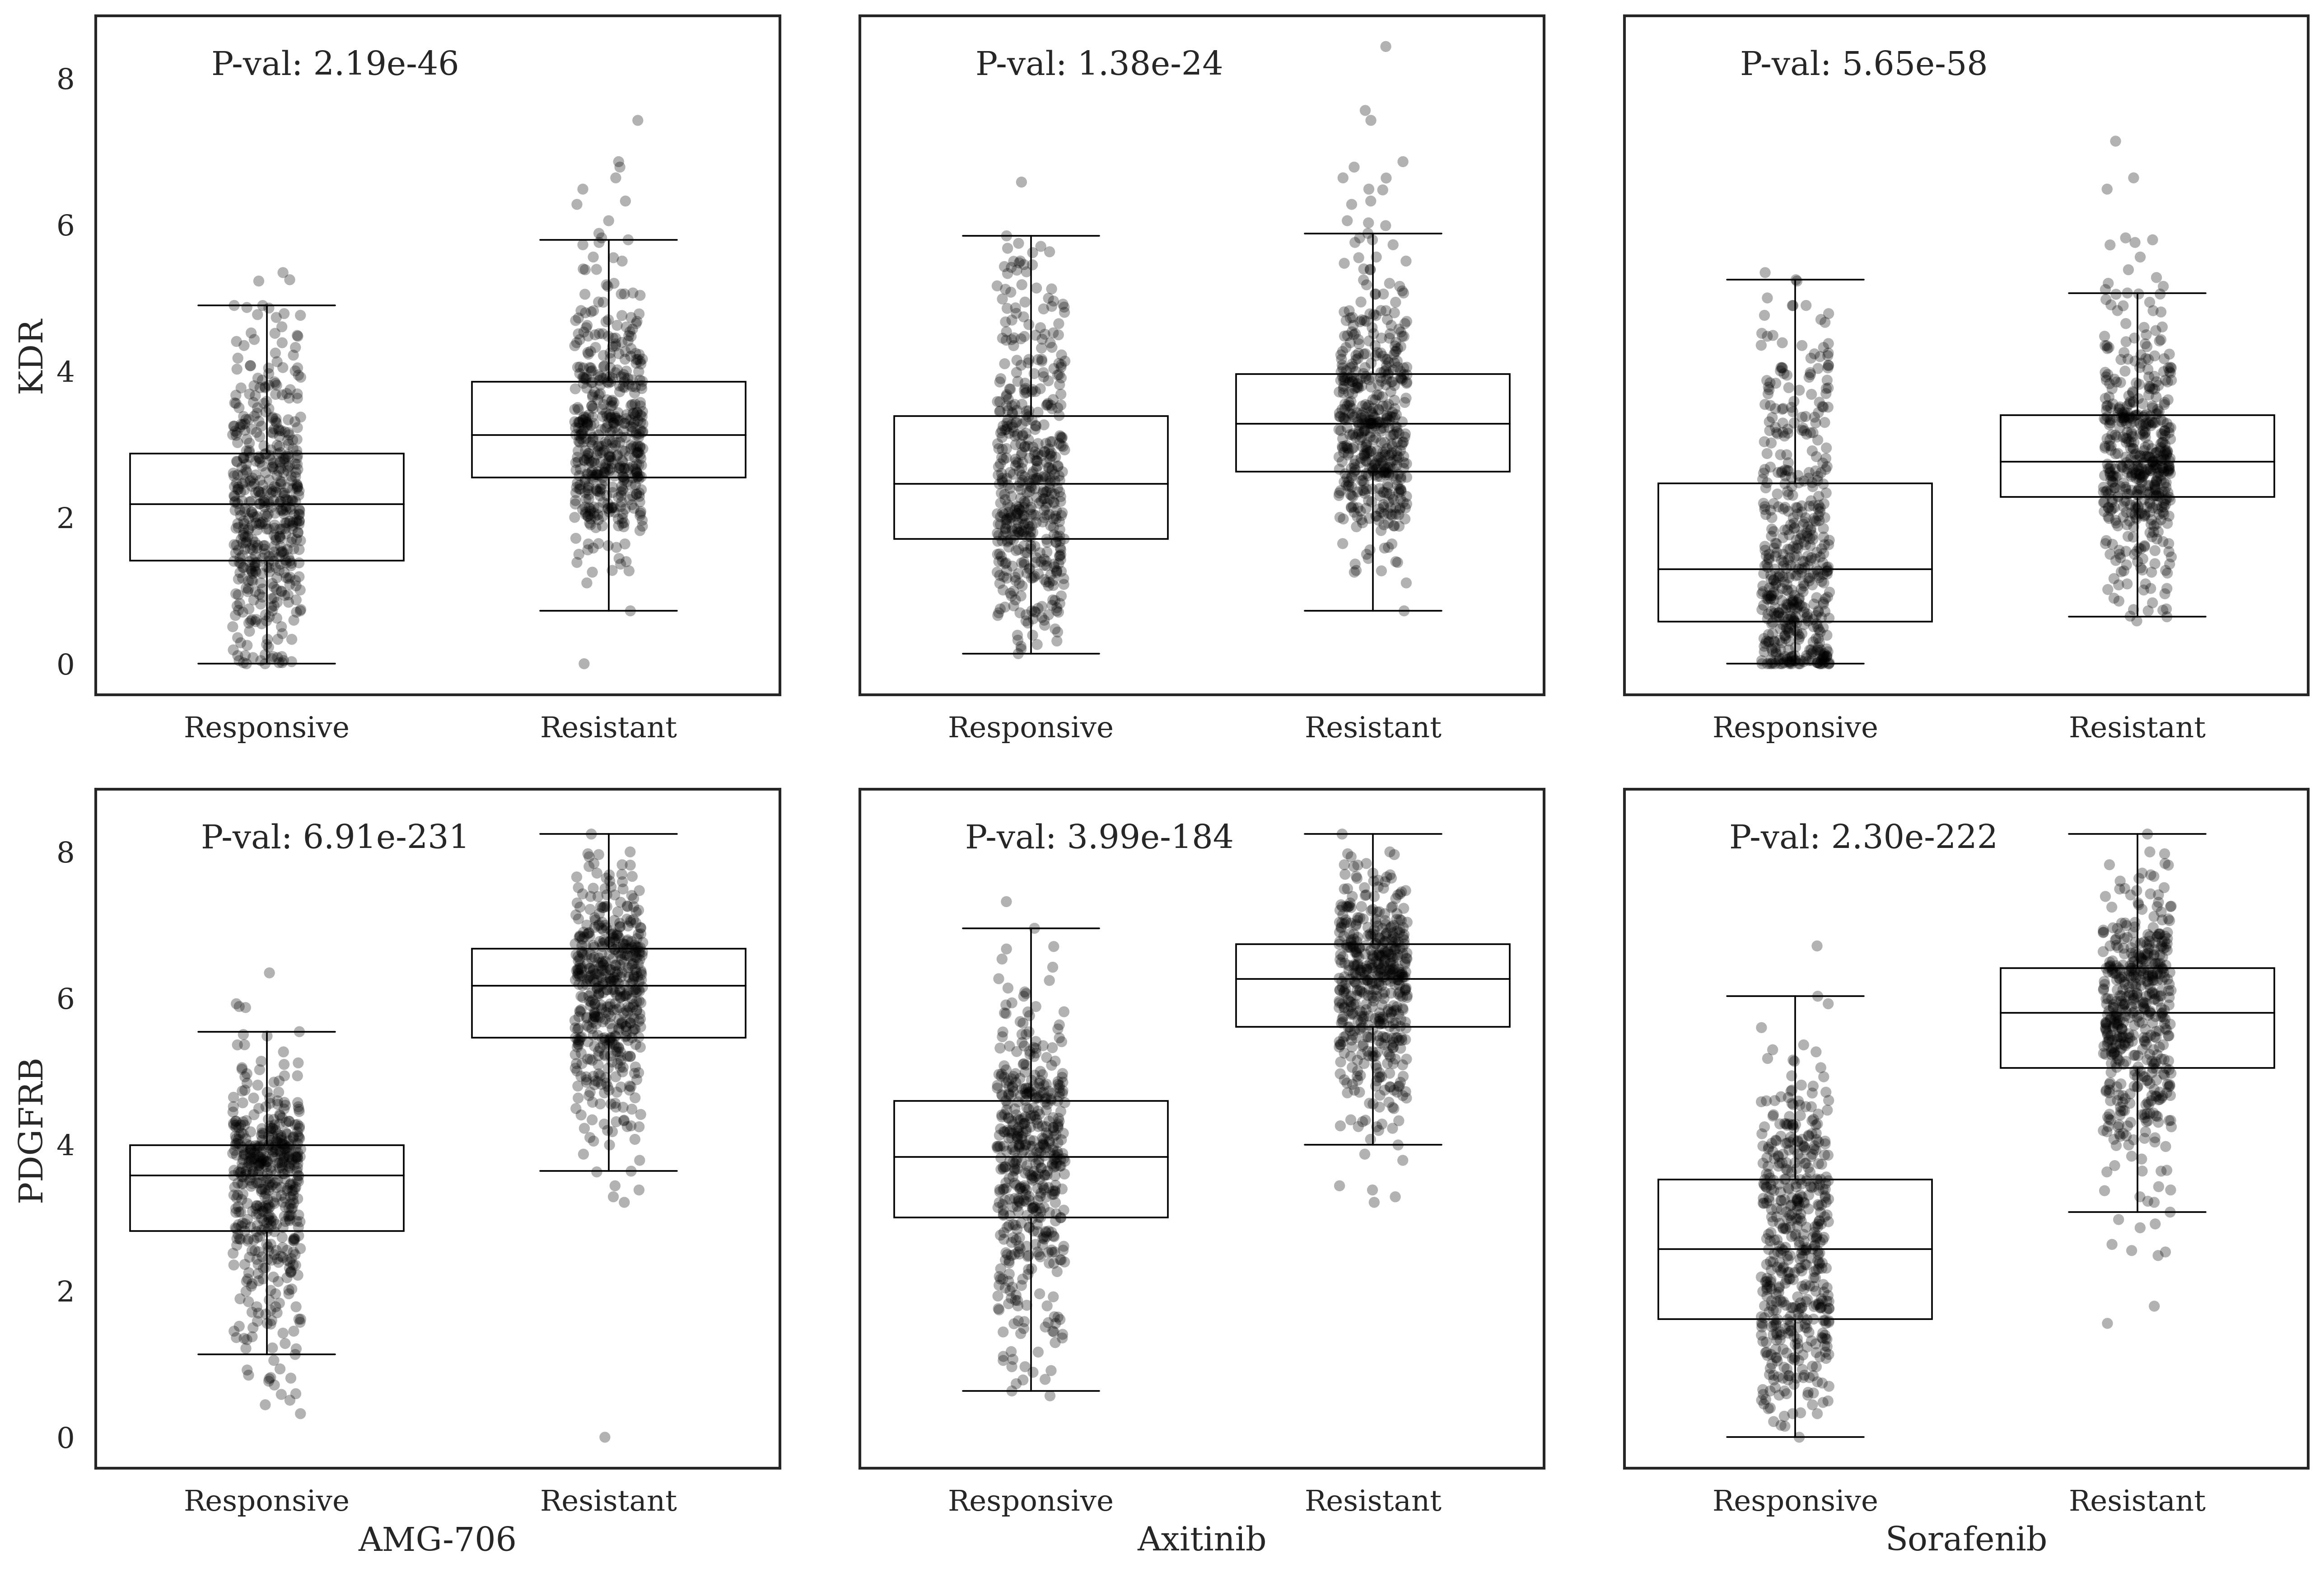 P-val: 2.19e-46
P-val: 1.38e-24
P-val: 5.65e-58
8
6
4
2
0
KDR
Responsive
Resistant
Responsive
Resistant
Responsive
Resistant
P-val: 6.91e-231
P-val: 3.99e-184
P-val: 2.30e-222
8
6
4
2
0
PDGFRB
Responsive
Resistant
Responsive
Resistant
Responsive
Resistant
AMG-706
Axitinib
Sorafenib